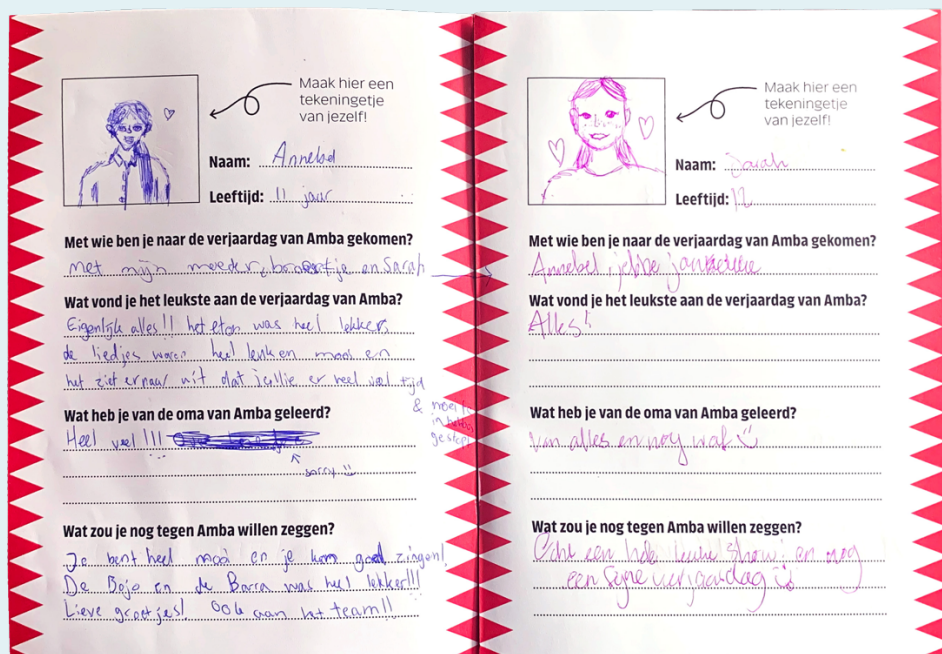 Maak hier een
tekeningetje
van jezelf!
Naam: Annebel
Leeftijd: 11 jaar
Met wie ben je naar de verjaardag van Amba gekomen?
met mijn moeder, broertje en Sarah
Wat vond je het leukste aan de verjaardag van Amba?
Eigenlijk alles!! het eten was heel lekker
de liedjes waren heel leuk en mooi en
het ziet ernaar uit dat jullie er heel veel tijd
& moeite
in hebben
gestopt
Wat heb je van de oma van Amba geleerd?
Heel veel!!!
sorry
Wat zou je nog tegen Amba willen zeggen?
Je bent heel mooi en je kan goed zingen!
De Bojo en de Barra was heel lekker!!!
Lieve groetjes! Ook aan het team!!
Maak hier een
tekeningetje
van jezelf!
Naam: Sarah
Leeftijd: 12
Met wie ben je naar de verjaardag van Amba gekomen?
Annebel,
Wat vond je het leukste aan de verjaardag van Amba?
Alles!
Wat heb je van de oma van Amba geleerd?
van alles en nog wat
Wat zou je nog tegen Amba willen zeggen?
Echt een hele leuke show! en nog
een fijne verjaardag